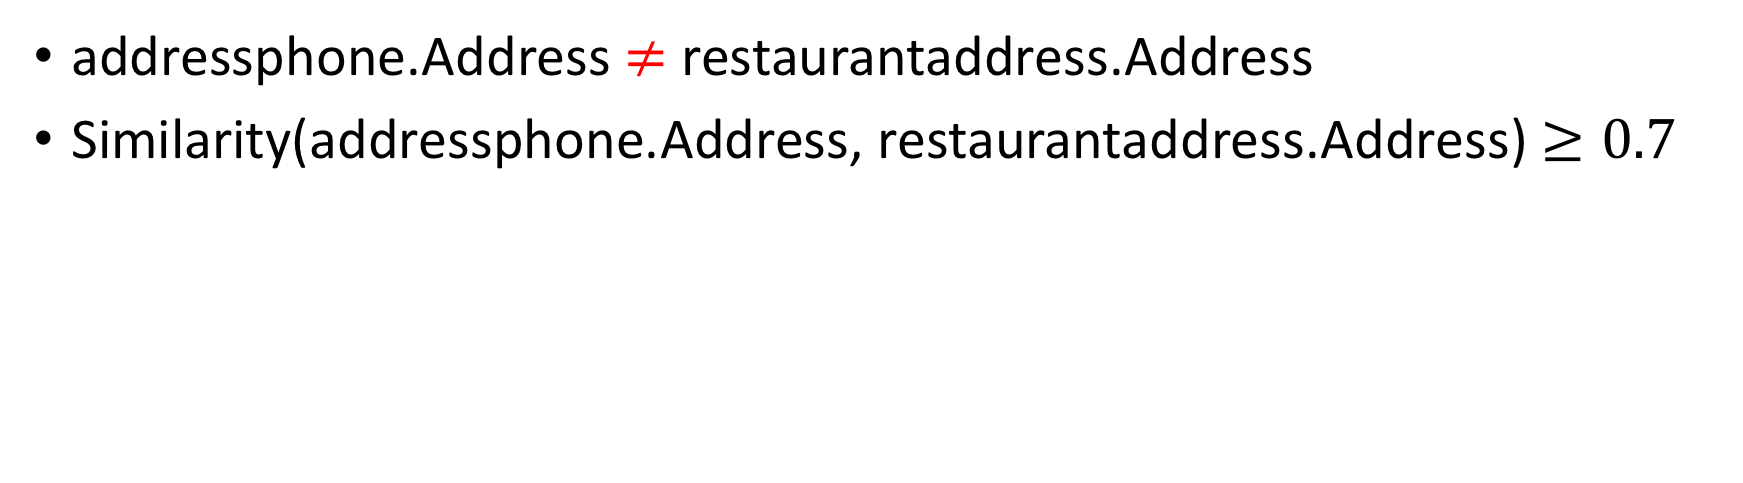 • addressphone.Address ≠ restaurantaddress.Address
• Similarity(addressphone.Address, restaurantaddress.Address) ≥ 0.7